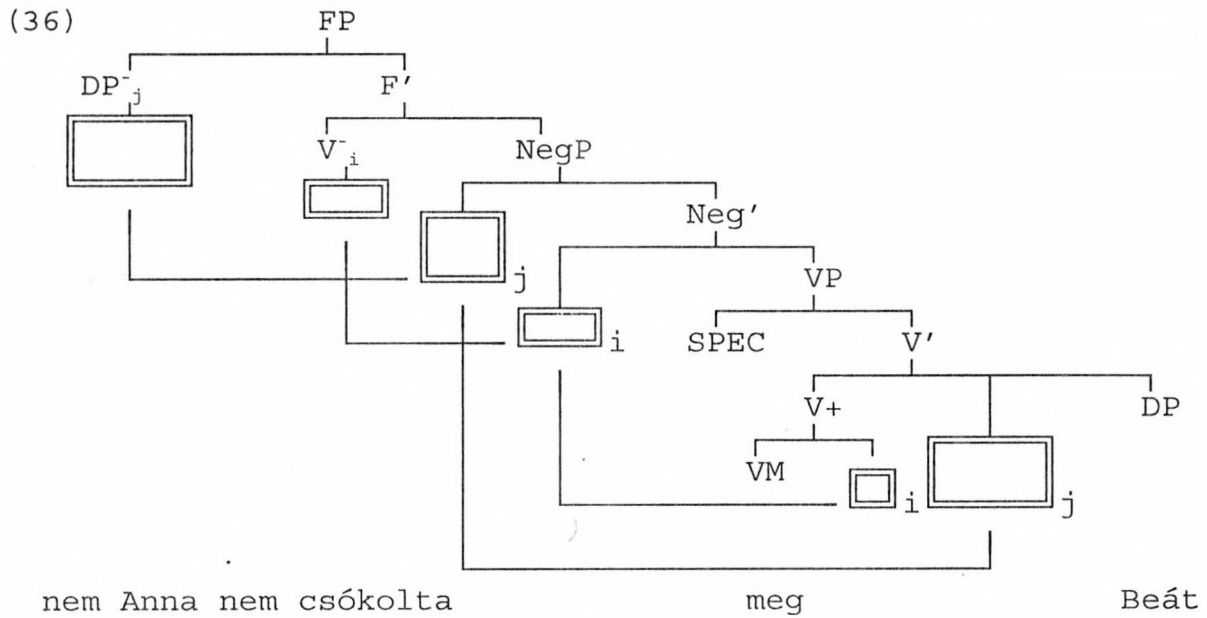 (36) FP
DP⁻j F′
V⁻i NegP
Neg′
j VP
i SPEC V′
V+ DP
VM
i j
nem Anna nem csókolta meg Beát